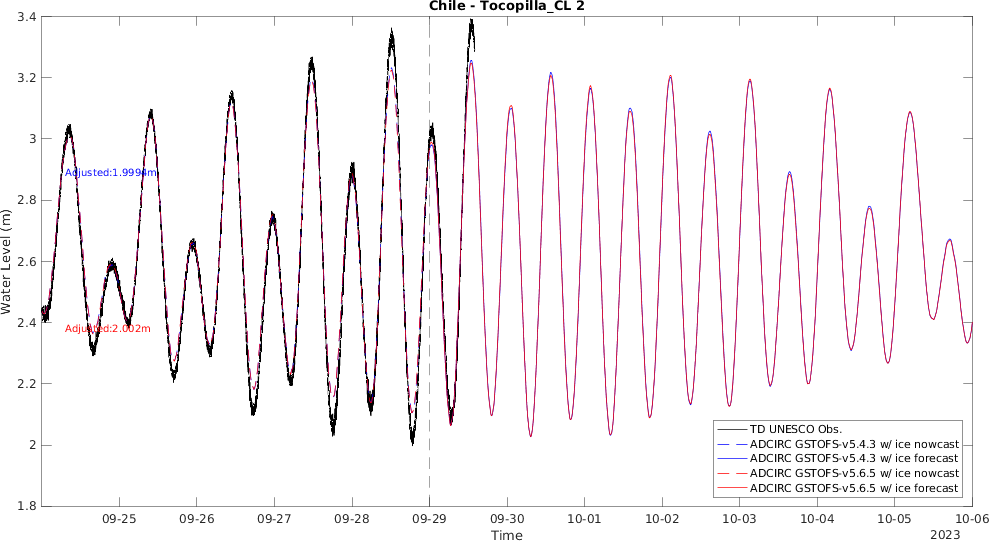 Chile - Tocopilla_CL 2
3.4
3.2
3
2.8
2.6
2.4
2.2
2
1.8
Water Level (m)
Adjusted:1.9994m
Adjusted:2.002m
TD UNESCO Obs.
ADCIRC GSTOFS-v5.4.3 w/ ice nowcast
ADCIRC GSTOFS-v5.4.3 w/ ice forecast
ADCIRC GSTOFS-v5.6.5 w/ ice nowcast
ADCIRC GSTOFS-v5.6.5 w/ ice forecast
09-25 09-26 09-27 09-28 09-29 09-30 10-01 10-02 10-03 10-04 10-05 10-06
Time
2023